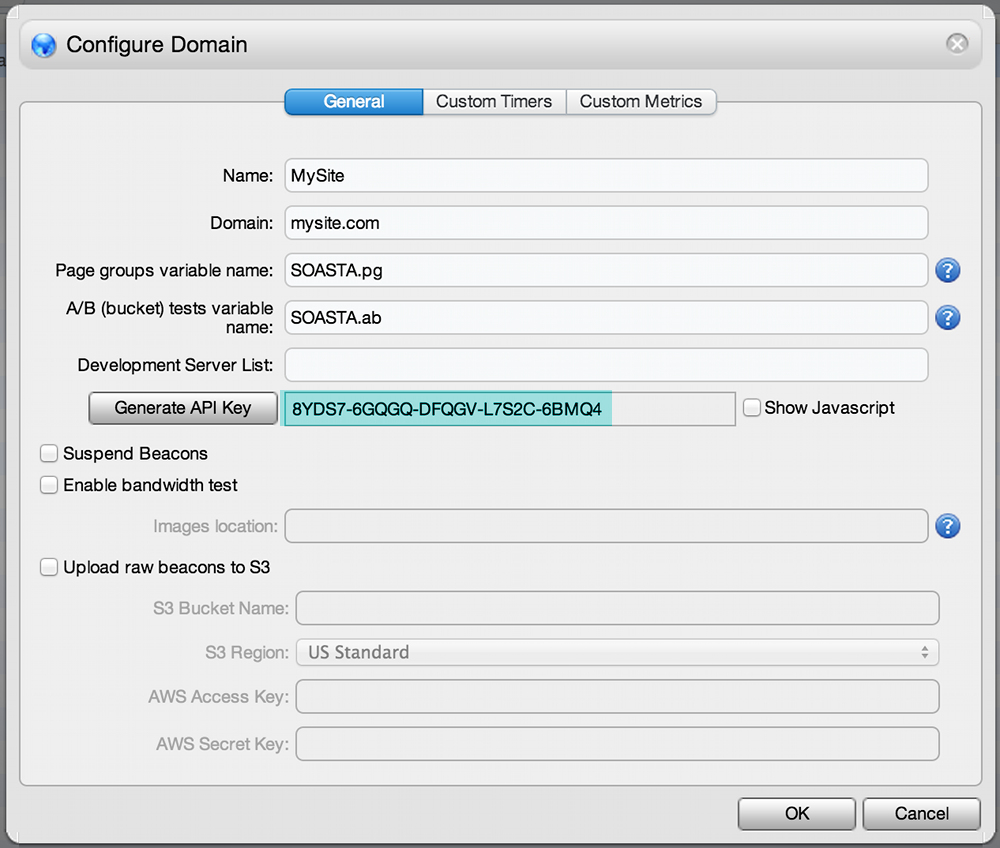 Configure Domain
General Custom Timers Custom Metrics
Name: MySite
Domain: mysite.com
Page groups variable name: SOASTA.pg ?
A/B (bucket) tests variable
name: SOASTA.ab ?
Development Server List:
Generate API Key 8YDS7-6GQGQ-DFQGV-L7S2C-6BMQ4 Show Javascript
Suspend Beacons
Enable bandwidth test
Images location: ?
Upload raw beacons to S3
S3 Bucket Name:
S3 Region: US Standard
AWS Access Key:
AWS Secret Key:
OK Cancel